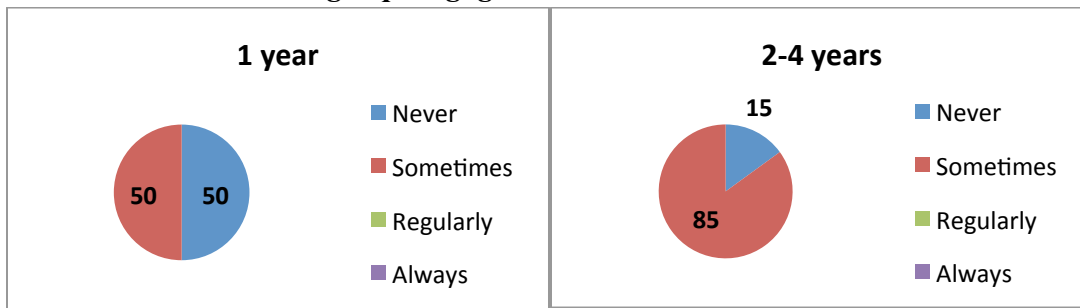 1 year
50
50
Never
Sometimes
Regularly
Always
2-4 years
15
85
Never
Sometimes
Regularly
Always